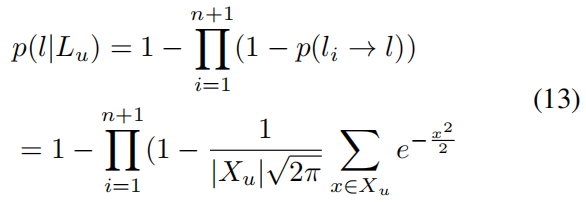 p(l|L_u) = 1 - \prod_{i=1}^{n+1} (1 - p(l_i \to l))
= 1 - \prod_{i=1}^{n+1} (1 - \frac{1}{|X_u|\sqrt{2\pi}} \sum_{x \in X_u} e^{-\frac{x^2}{2}}
(13)